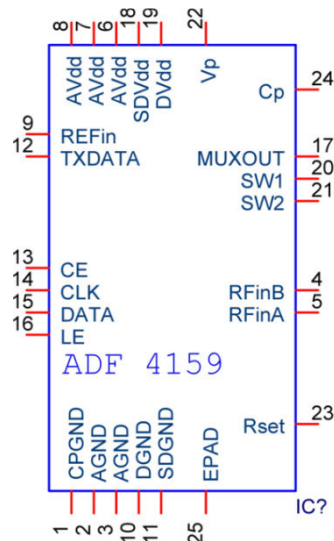 8 7 6 18 19 22
AVdd AVdd AVdd SDVdd DVdd Vp
Cp 24
9 REFin
12 TXDATA
MUXOUT 17
SW1 20
SW2 21
13 CE
14 CLK
15 DATA
16 LE
RFinB 4
RFinA 5
ADF 4159
Rset 23
CPGND AGND AGND DGND SDGND EPAD
1 2 3 10 11 25
IC?